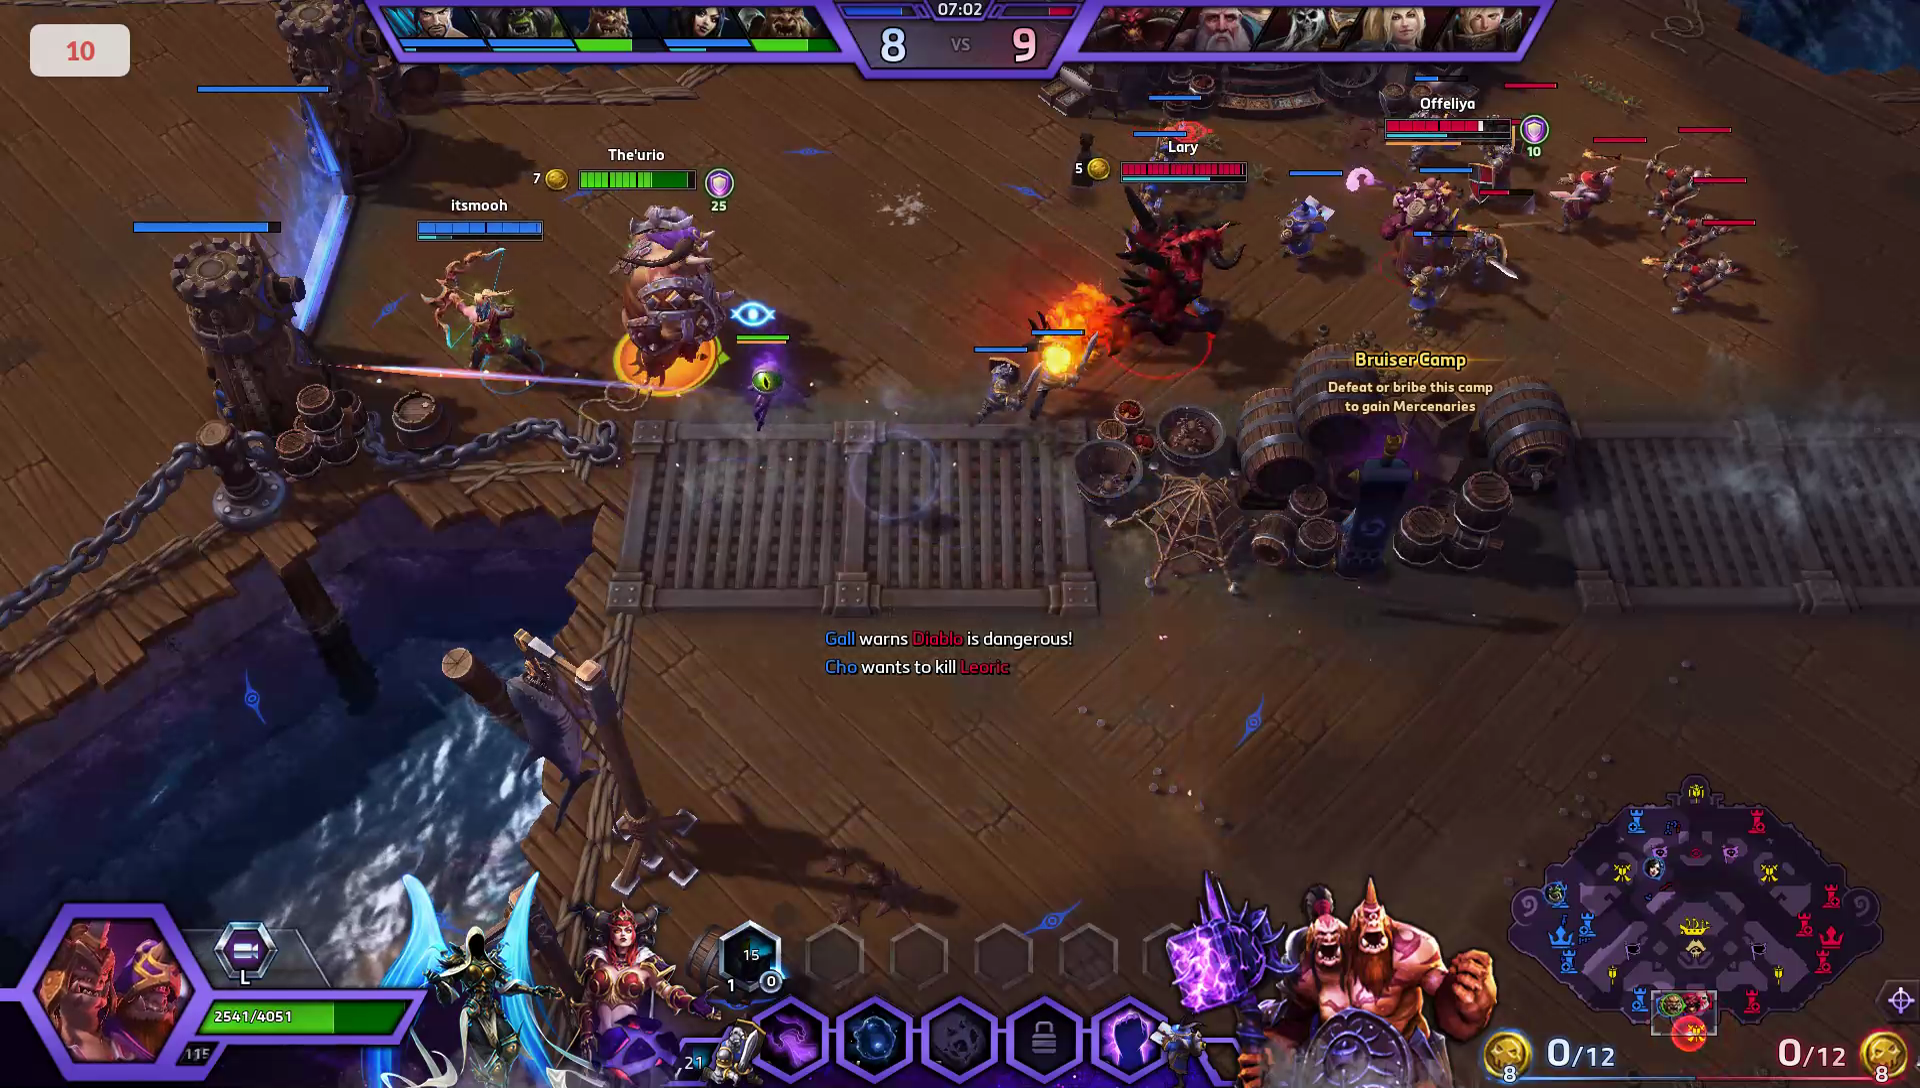 10
07:02
8 VS 9
Offeliya
10
Lary
5
The'urio
7
25
itsmooh
Bruiser Camp
Defeat or bribe this camp
to gain Mercenaries
Gall warns Diablo is dangerous!
Cho wants to kill Leoric
L
15
1
0
2541/4051
115
21
0/12
8
0/12
8